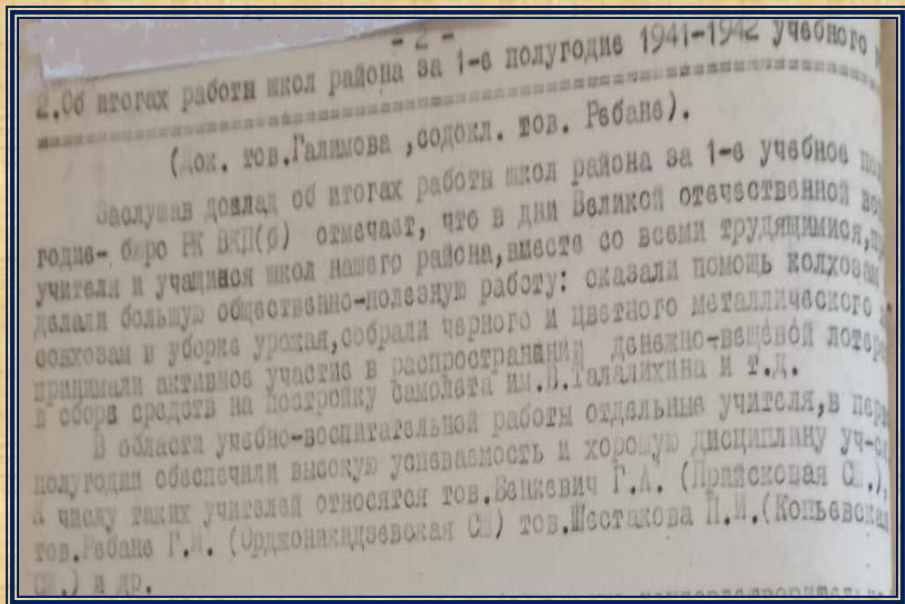 - 2 -
2.Об итогах работы школ района за 1-е полугодие 1941-1942 учебного
(Док. тов.Галимова ,содокл. тов. Ребане).
Заслушав доклад об итогах работы школ района за 1-е учебное
годие- бюро РК ВКП(б) отмечает, что в дни Великой отечественной
учителя и учащиеся школ нашего района,вместе со всеми трудящимися,
делали большую общественно-полезную работу: оказали помощь колхозам
совхозам в уборке урожая,собрали черного и цветного металлического
принимали активное участие в распространении денежно-вещевой
в сборе средств на постройку самолета им.В.Талалихина и т.д.
В области учебно-воспитательной работы отдельные учителя,в
полугодии обеспечили высокую успеваемость и хорошую дисциплину
К числу таких учителей относятся тов.Бенкевич Г.А. (Прийсковая СШ.),
тов.Ребане Г.И. (Орджоникидзевская СШ) тов.Шестакова П.И.(Копьевская
СШ.) и др.